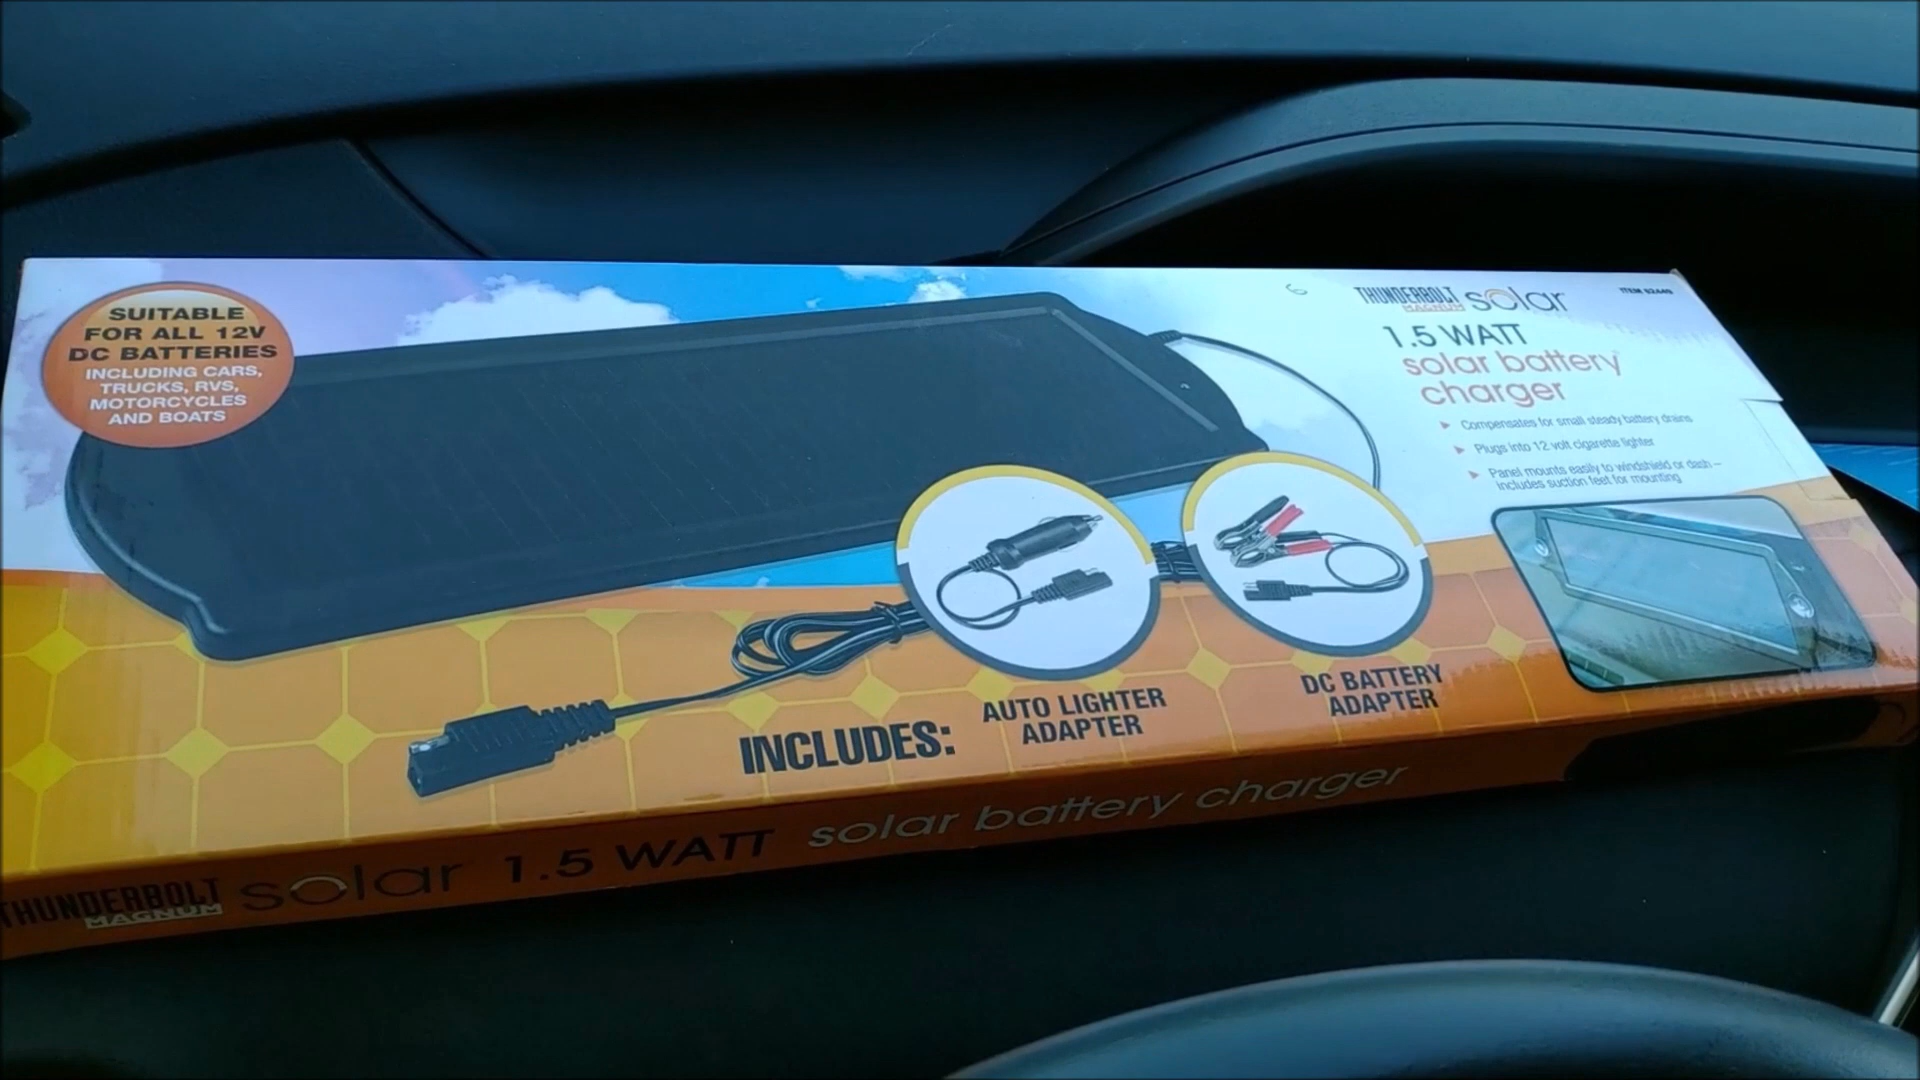 SUITABLE
FOR ALL 12V
DC BATTERIES
INCLUDING CARS,
TRUCKS, RVS,
MOTORCYCLES
AND BOATS
THUNDERBOLT
MAGNUM
solar
ITEM 62449
1.5 WATT
solar battery
charger
Compensates for small steady battery drains
Plugs into 12 volt cigarette lighter
Panel mounts easily to windshield or dash –
includes suction feet for mounting
INCLUDES:
AUTO LIGHTER
ADAPTER
DC BATTERY
ADAPTER
THUNDERBOLT
MAGNUM
solar 1.5 WATT solar battery charger